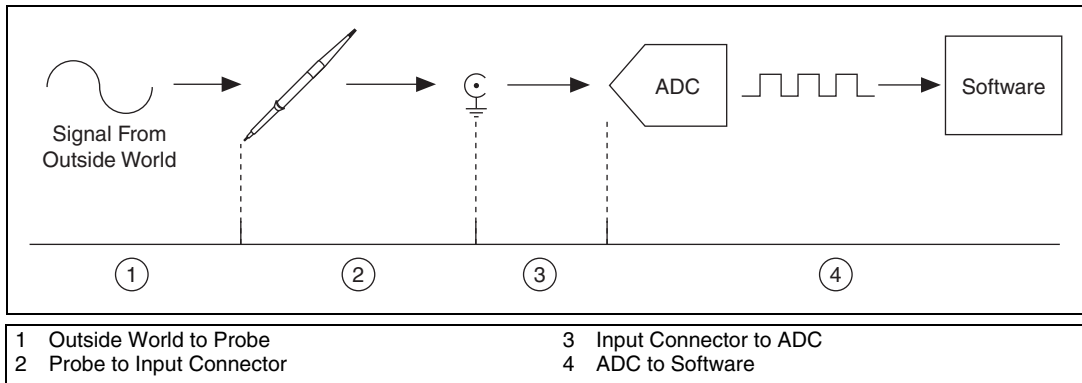 Signal From
Outside World
ADC
Software
1
2
3
4
1 Outside World to Probe
2 Probe to Input Connector
3 Input Connector to ADC
4 ADC to Software